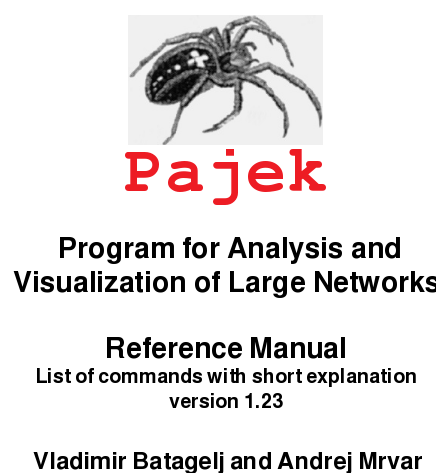 Pajek
Program for Analysis and
Visualization of Large Networks
Reference Manual
List of commands with short explanation
version 1.23
Vladimir Batagelj and Andrej Mrvar